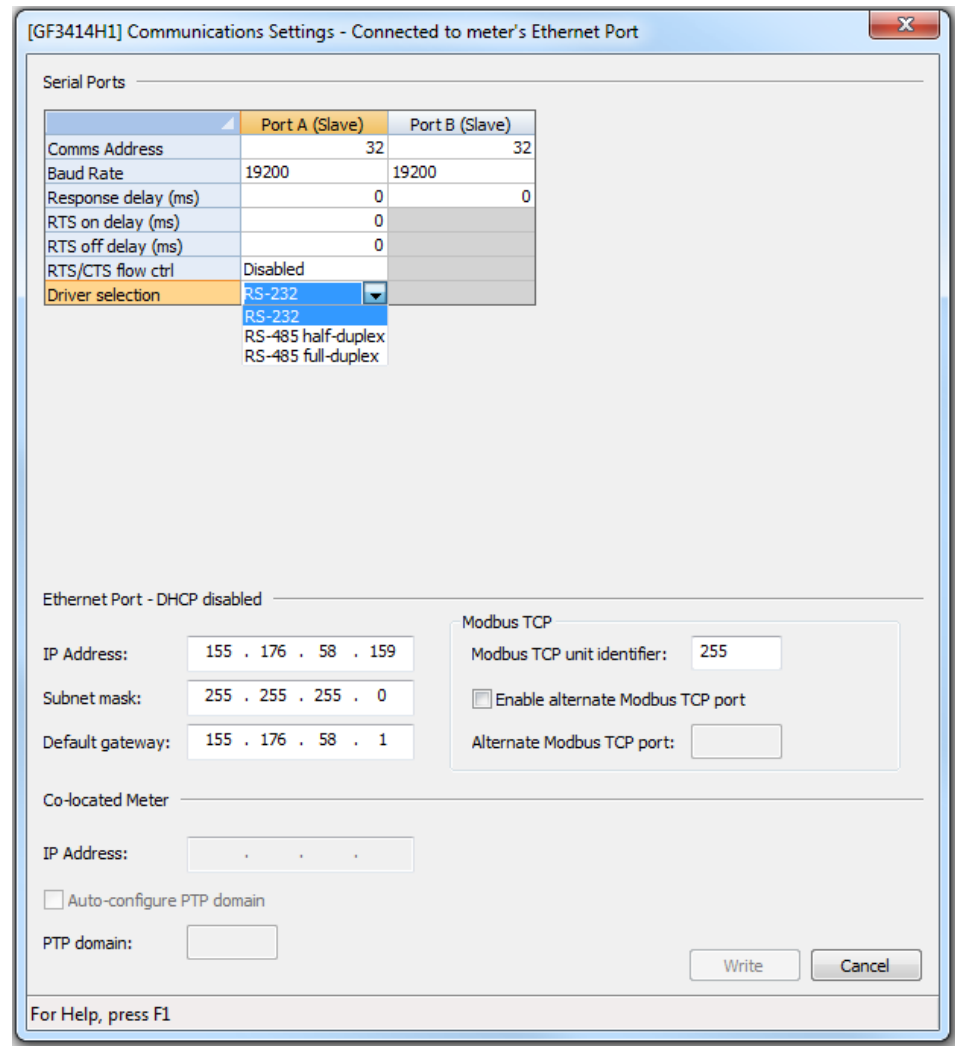 [GF3414H1] Communications Settings - Connected to meter's Ethernet Port
Serial Ports
Port A (Slave) Port B (Slave)
Comms Address 32 32
Baud Rate 19200 19200
Response delay (ms) 0 0
RTS on delay (ms) 0
RTS off delay (ms) 0
RTS/CTS flow ctrl Disabled
Driver selection RS-232
RS-232
RS-485 half-duplex
RS-485 full-duplex
Ethernet Port - DHCP disabled
IP Address: 155 . 176 . 58 . 159
Subnet mask: 255 . 255 . 255 . 0
Default gateway: 155 . 176 . 58 . 1
Modbus TCP
Modbus TCP unit identifier: 255
Enable alternate Modbus TCP port
Alternate Modbus TCP port:
Co-located Meter
IP Address: . . .
Auto-configure PTP domain
PTP domain:
Write Cancel
For Help, press F1